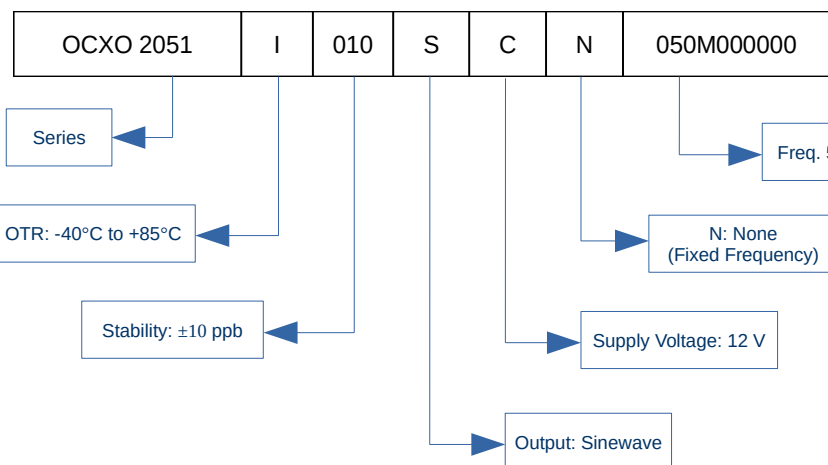 OCXO 2051 I 010 S C N 050M000000
Series
Freq. 5
OTR: -40°C to +85°C
N: None
(Fixed Frequency)
Stability: ±10 ppb
Supply Voltage: 12 V
Output: Sinewave